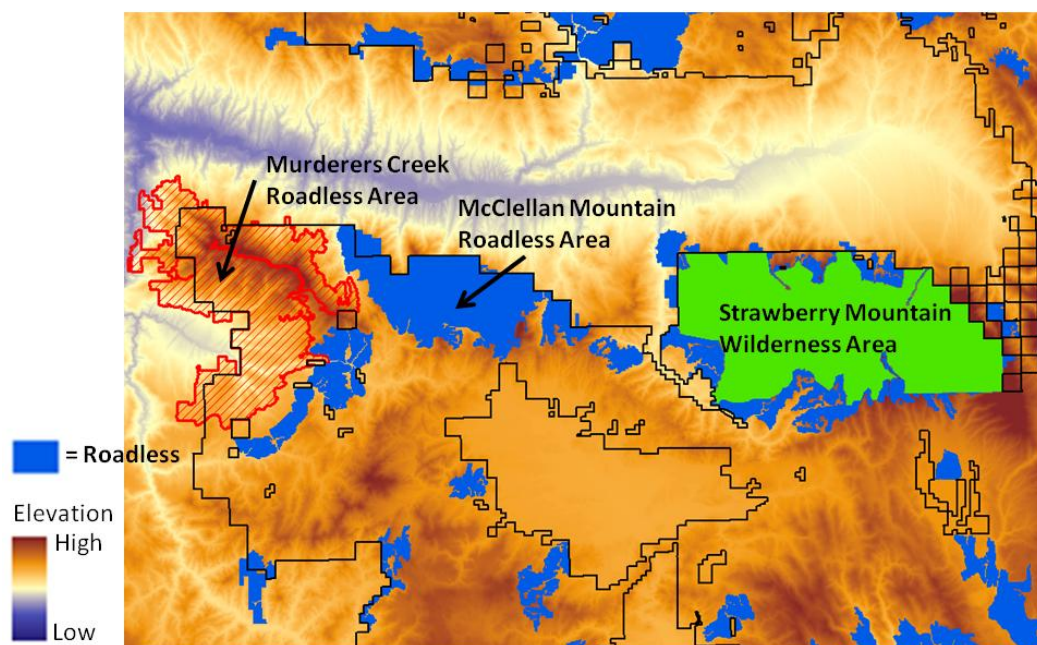 Murderers Creek
Roadless Area
McClellan Mountain
Roadless Area
Strawberry Mountain
Wilderness Area
= Roadless
Elevation
High
Low